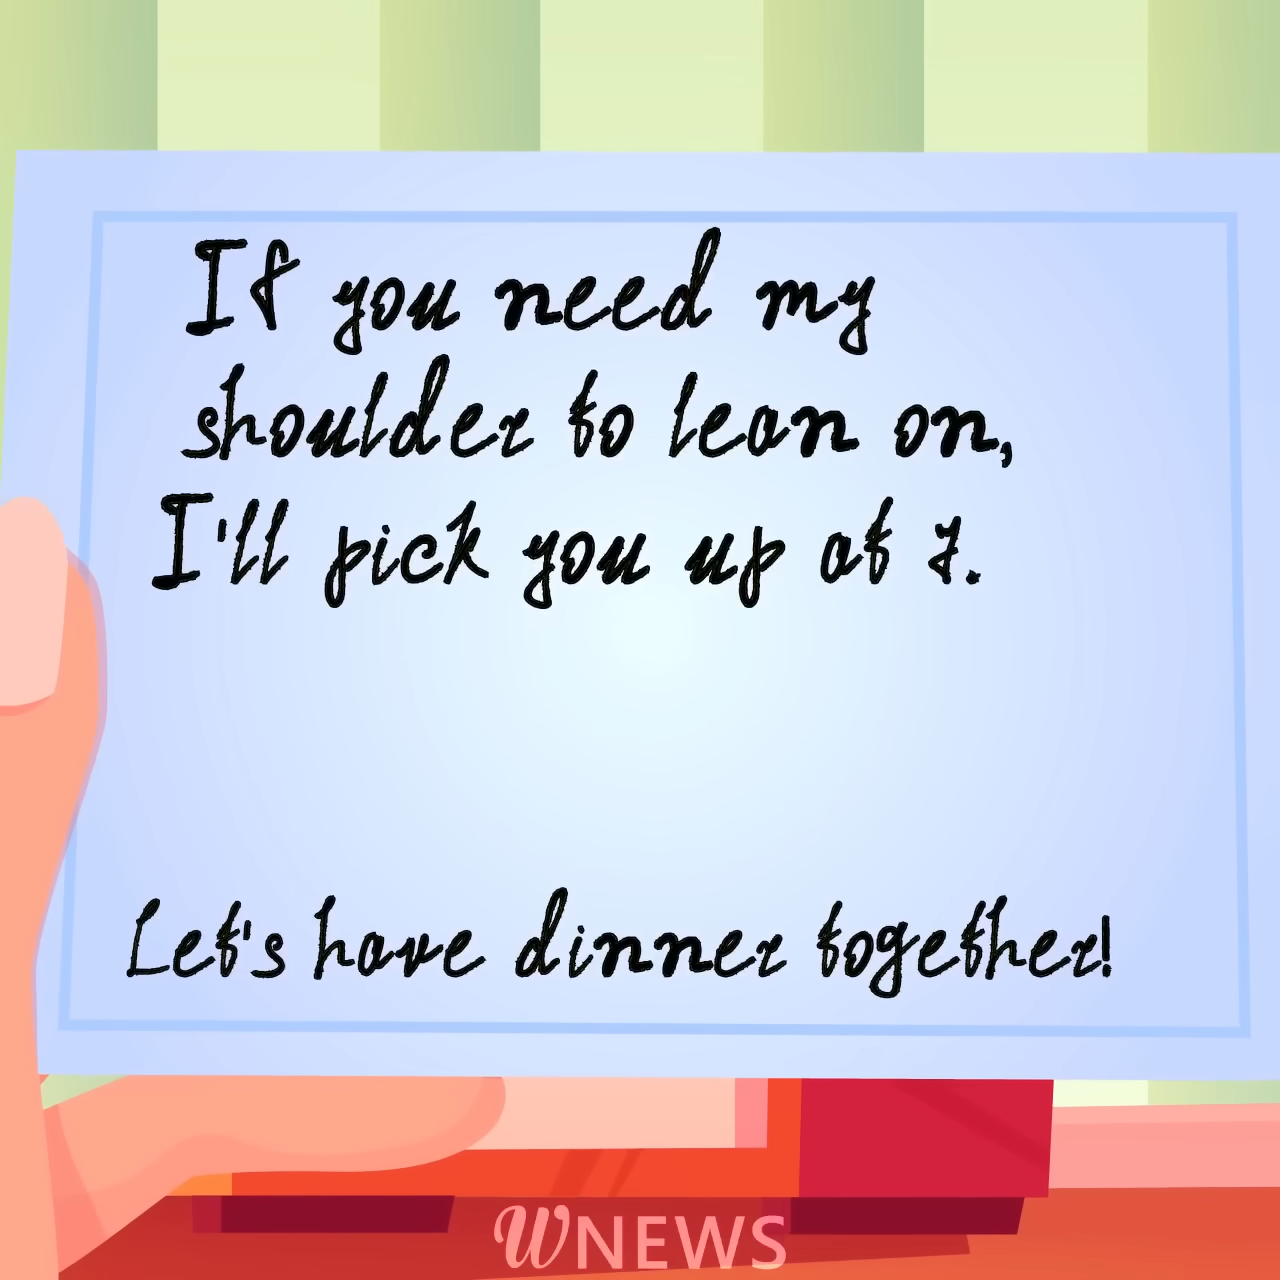 If you need my
shoulder to lean on,
I'll pick you up at 7.
Let's have dinner together!
WNEWS